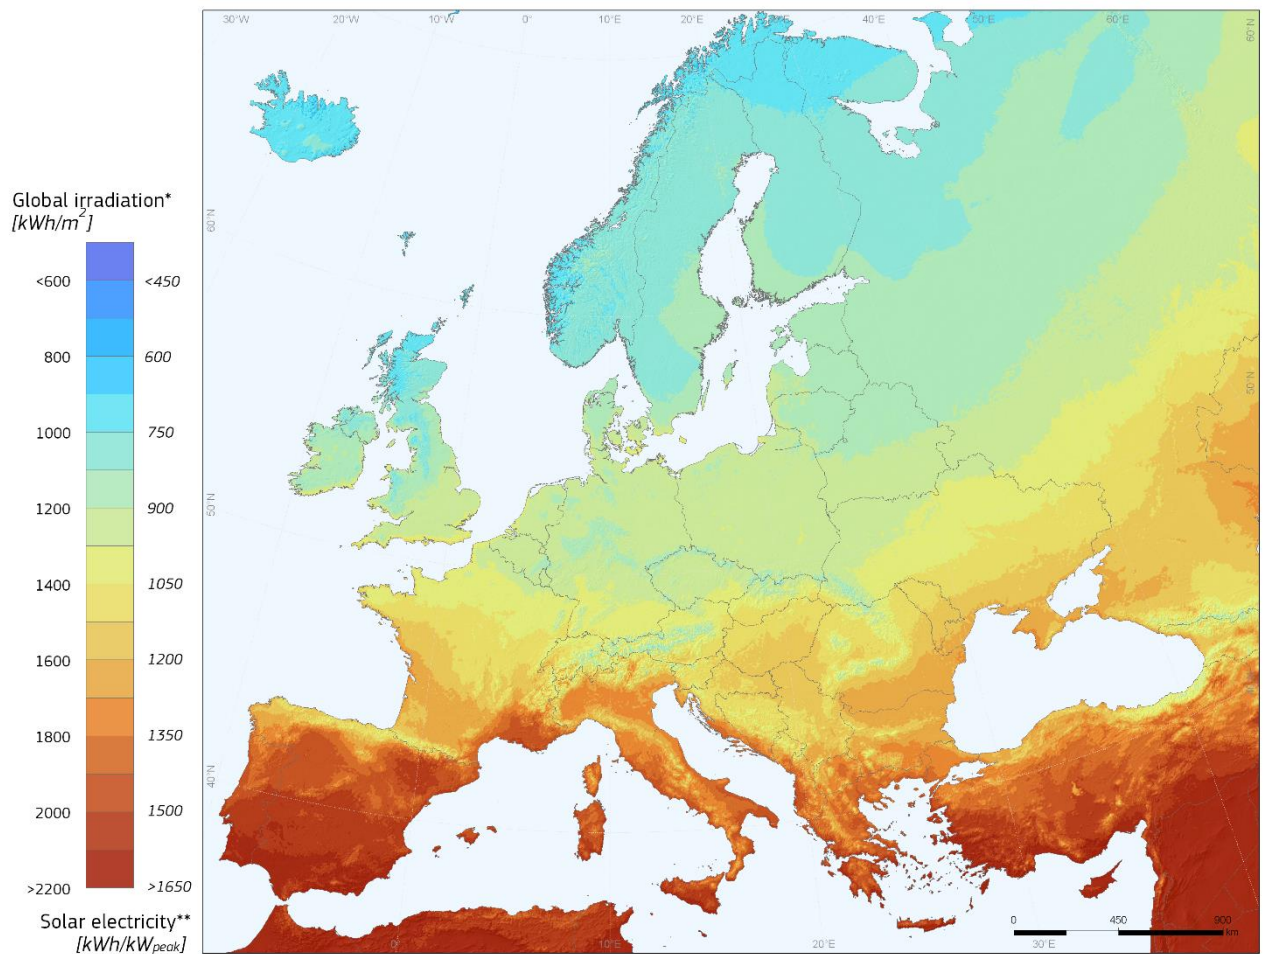 30°W 20°W 10°W 0° 10°E 20°E 30°E 40°E 50°E 60°E
60°N
60°N
50°N
50°N
40°N
Global irradiation*
[kWh/m²]
<600 <450
800 600
1000 750
1200 900
1400 1050
1600 1200
1800 1350
2000 1500
>2200 >1650
Solar electricity**
[kWh/kWpeak]
0 450 900
km
0° 10°E 20°E 30°E